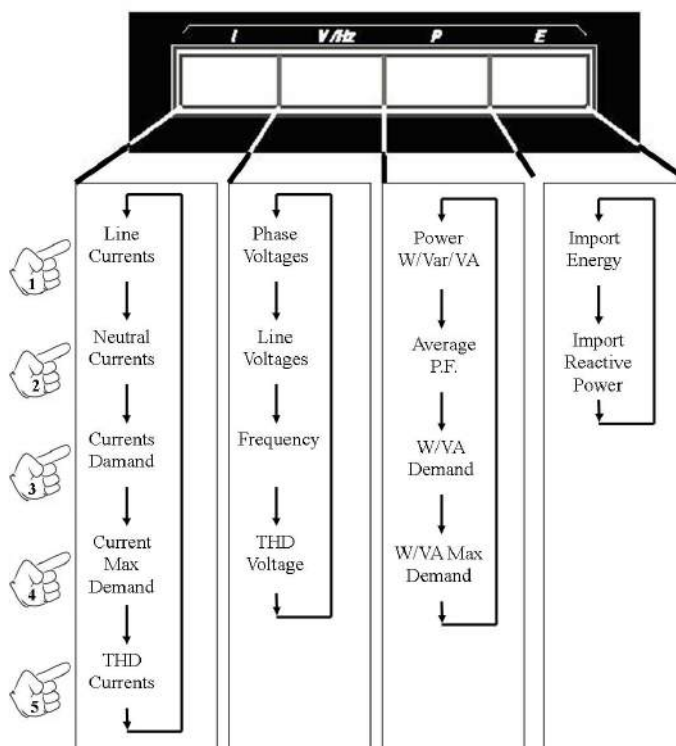 I V/Hz P E
1
Line
Currents
2
Neutral
Currents
3
Currents
Damand
4
Current
Max
Demand
5
THD
Currents
Phase
Voltages
Line
Voltages
Frequency
THD
Voltage
Power
W/Var/VA
Average
P.F.
W/VA
Demand
W/VA Max
Demand
Import
Energy
Import
Reactive
Power